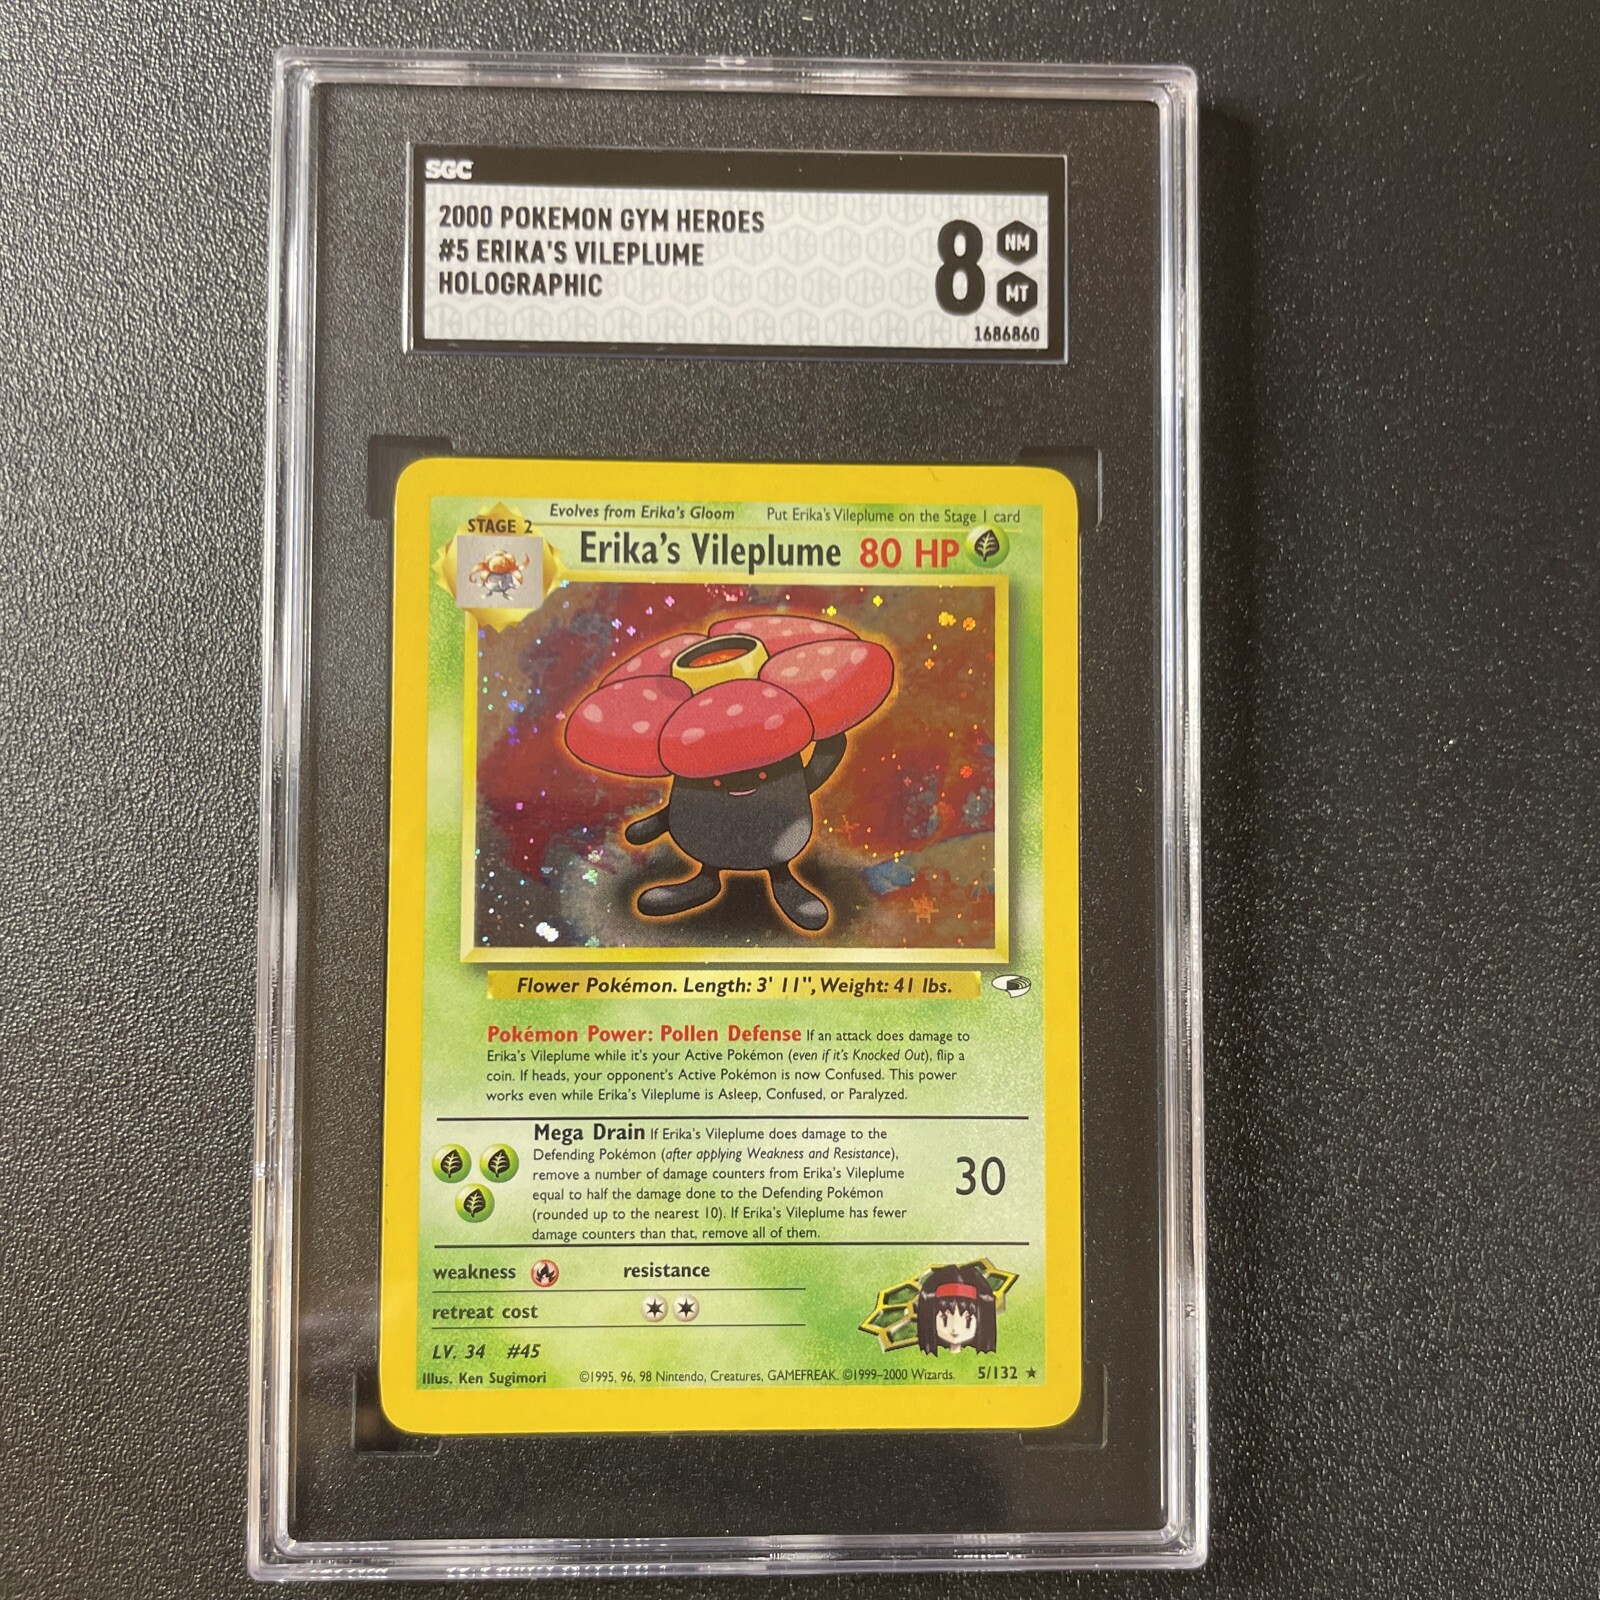 SGC
2000 POKEMON GYM HEROES
#5 ERIKA'S VILEPLUME
HOLOGRAPHIC
8 NM
MT
1686860
STAGE 2
Evolves from Erika's Gloom Put Erika's Vileplume on the Stage 1 card
Erika's Vileplume 80 HP
Flower Pokémon. Length: 3' 11", Weight: 41 lbs.
Pokémon Power: Pollen Defense If an attack does damage to
Erika's Vileplume while it's your Active Pokémon (even if it's Knocked Out), flip a
coin. If heads, your opponent's Active Pokémon is now Confused. This power
works even while Erika's Vileplume is Asleep, Confused, or Paralyzed.
Mega Drain If Erika's Vileplume does damage to the
Defending Pokémon (after applying Weakness and Resistance),
remove a number of damage counters from Erika's Vileplume
equal to half the damage done to the Defending Pokémon
(rounded up to the nearest 10). If Erika's Vileplume has fewer
damage counters than that, remove all of them.
30
weakness resistance
retreat cost
LV. 34 #45
Illus. Ken Sugimori ©1995, 96, 98 Nintendo, Creatures, GAMEFREAK. ©1999-2000 Wizards. 5/132 ★